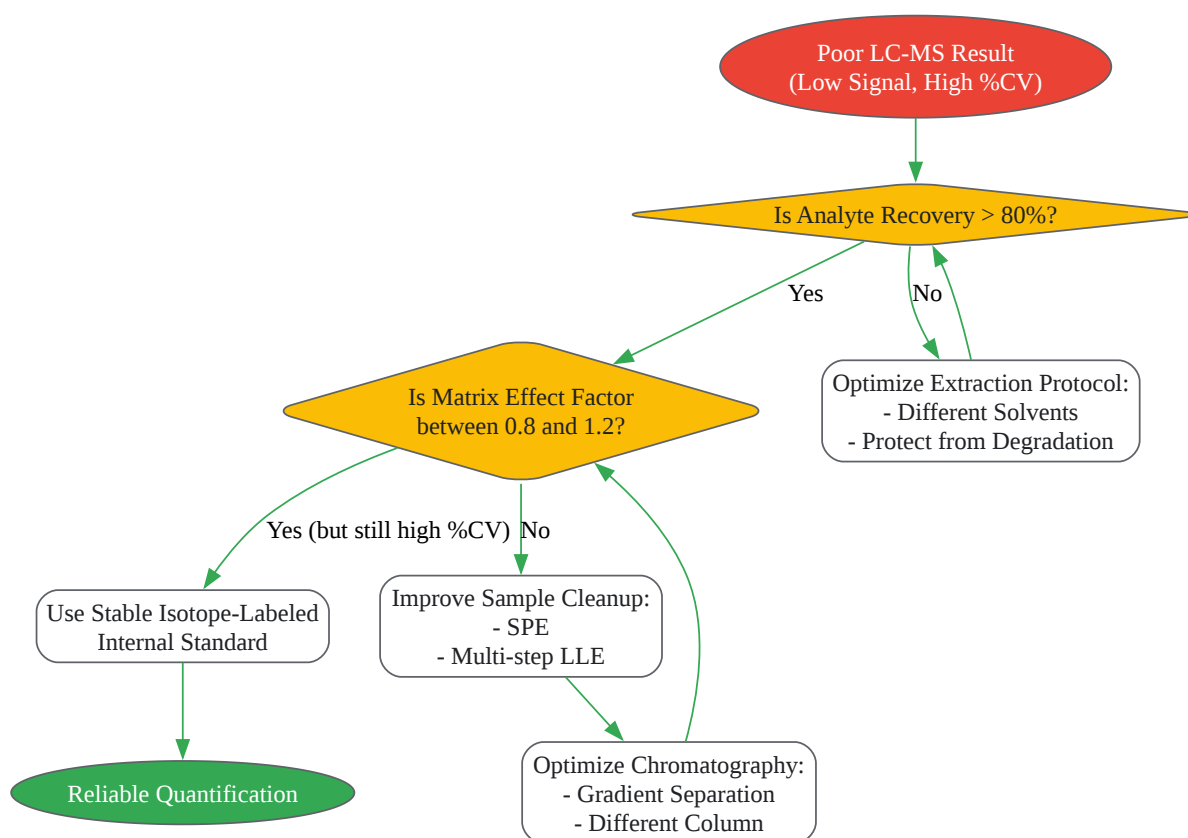 Poor LC-MS Result
(Low Signal, High %CV)
Is Analyte Recovery > 80%?
Yes
No
Optimize Extraction Protocol:
- Different Solvents
- Protect from Degradation
Is Matrix Effect Factor
between 0.8 and 1.2?
Yes (but still high %CV)
No
Use Stable Isotope-Labeled
Internal Standard
Improve Sample Cleanup:
- SPE
- Multi-step LLE
Reliable Quantification
Optimize Chromatography:
- Gradient Separation
- Different Column